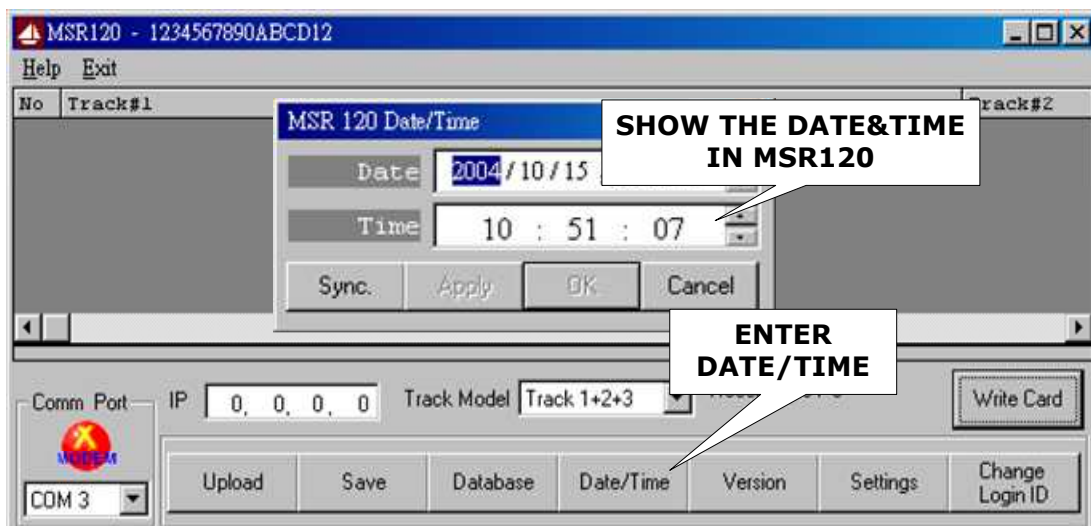 MSR120 - 1234567890ABCD12
Help Exit
No Track#1 Track#2
MSR 120 Date/Time
SHOW THE DATE&TIME
IN MSR120
Date 2004/10/15
Time 10 : 51 : 07
Sync. Apply OK Cancel
ENTER
DATE/TIME
Comm Port
IP 0, 0, 0, 0
Track Model Track 1+2+3
Write Card
MODEM
COM 3
Upload Save Database Date/Time Version Settings Change
Login ID